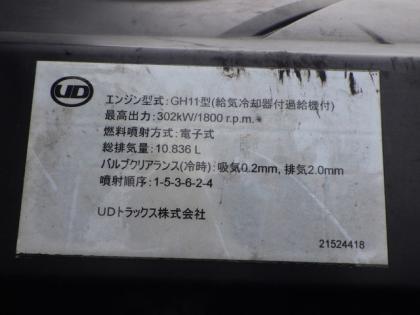 UD
エンジン型式:GH11型(給気冷却器付過給機付)
最高出力:302kW/1800 r.p.m.
燃料噴射方式:電子式
総排気量:10.836 L
バルブクリアランス(冷時):吸気0.2mm, 排気2.0mm
噴射順序:1-5-3-6-2-4
UDトラックス株式会社
21524418